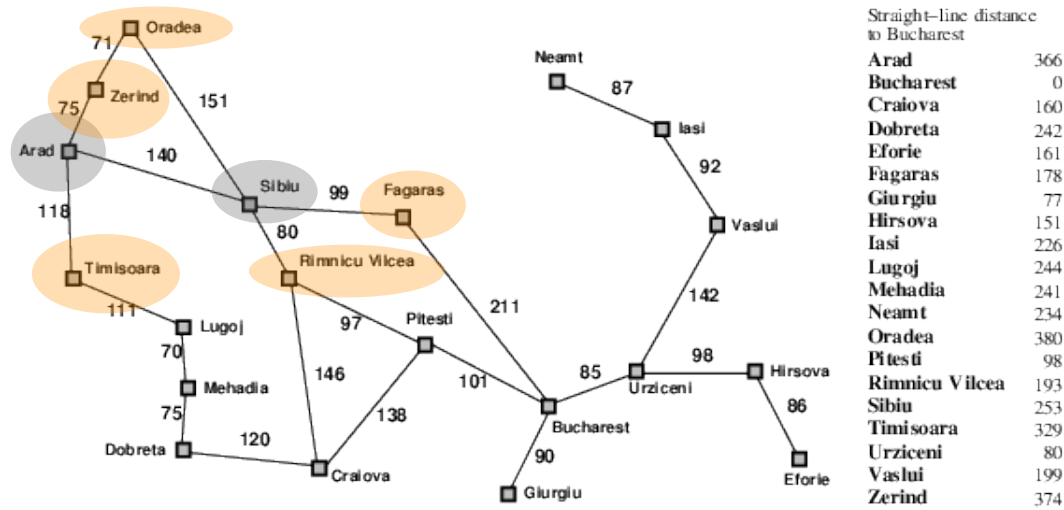 Oradea
71
Neamt
87
Zerind
151
75
Iasi
Arad
140
92
Sibiu
99
Fagaras
118
Vaslui
80
Timisoara
Rimnicu Vilcea
142
111
211
Lugoj
97
Pitesti
70
98
Hirsova
85
146
101
Urziceni
Mehadia
86
75
138
Bucharest
120
90
Dobreta
Craiova
Eforie
Giurgiu
Straight–line distance
to Bucharest
Arad 366
Bucharest 0
Craiova 160
Dobreta 242
Eforie 161
Fagaras 178
Giurgiu 77
Hirsova 151
Iasi 226
Lugoj 244
Mehadia 241
Neamt 234
Oradea 380
Pitesti 98
Rimnicu Vilcea 193
Sibiu 253
Timisoara 329
Urziceni 80
Vaslui 199
Zerind 374